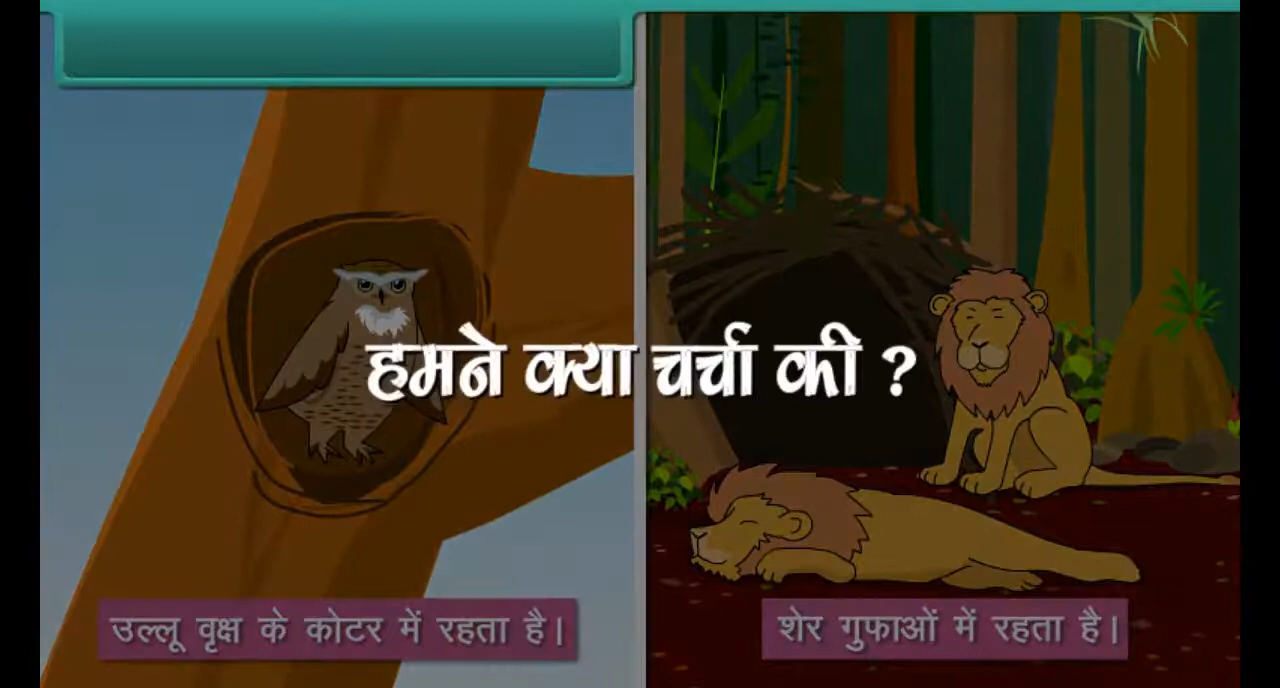 हमने क्या चर्चा की ?
उल्लू वृक्ष के कोटर में रहता है।
शेर गुफाओं में रहता है।